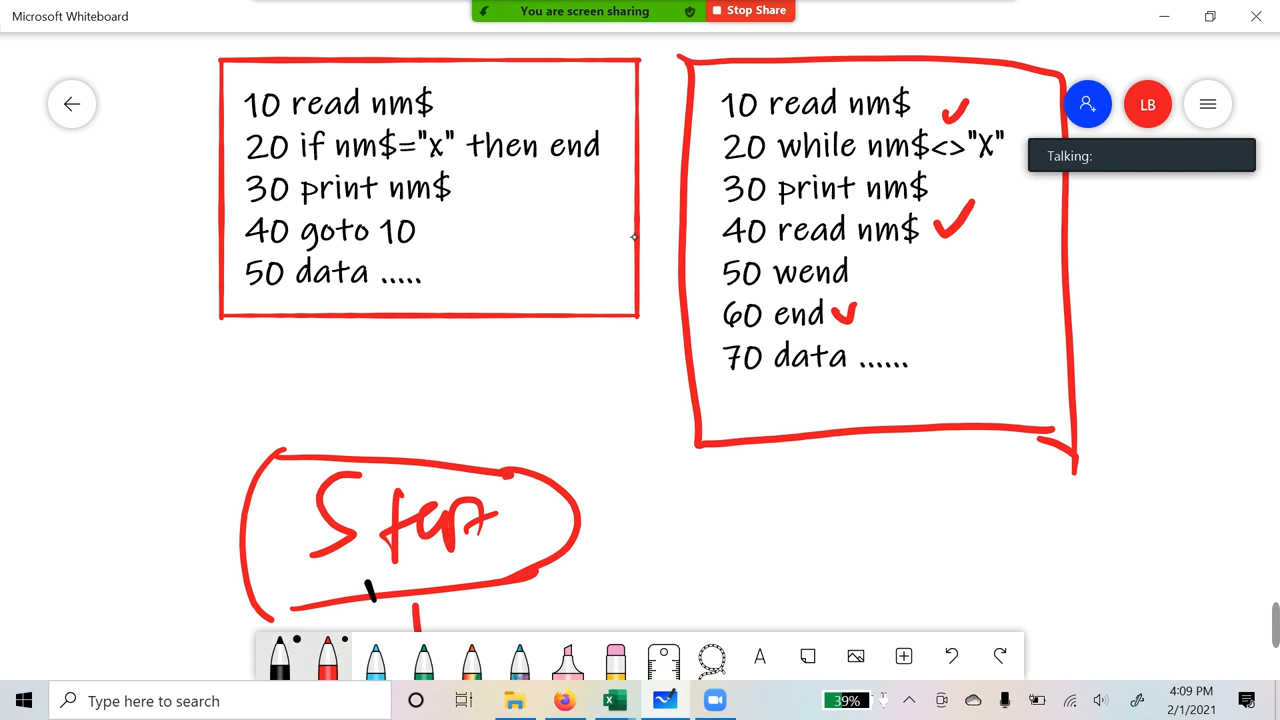 Microsoft Whiteboard
You are screen sharing
Stop Share
10 read nm$
20 if nm$="x" then end
30 print nm$
40 goto 10
50 data .....
10 read nm$
20 while nm$<>"X"
30 print nm$
40 read nm$
50 wend
60 end
70 data ......
LB
Talking:
Start
A
Type here to search
39%
4:09 PM
2/1/2021